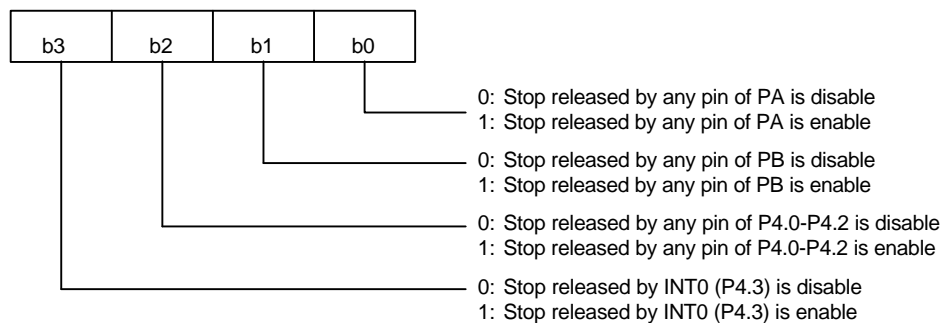 b3 b2 b1 b0
0: Stop released by any pin of PA is disable
1: Stop released by any pin of PA is enable
0: Stop released by any pin of PB is disable
1: Stop released by any pin of PB is enable
0: Stop released by any pin of P4.0-P4.2 is disable
1: Stop released by any pin of P4.0-P4.2 is enable
0: Stop released by INT0 (P4.3) is disable
1: Stop released by INT0 (P4.3) is enable